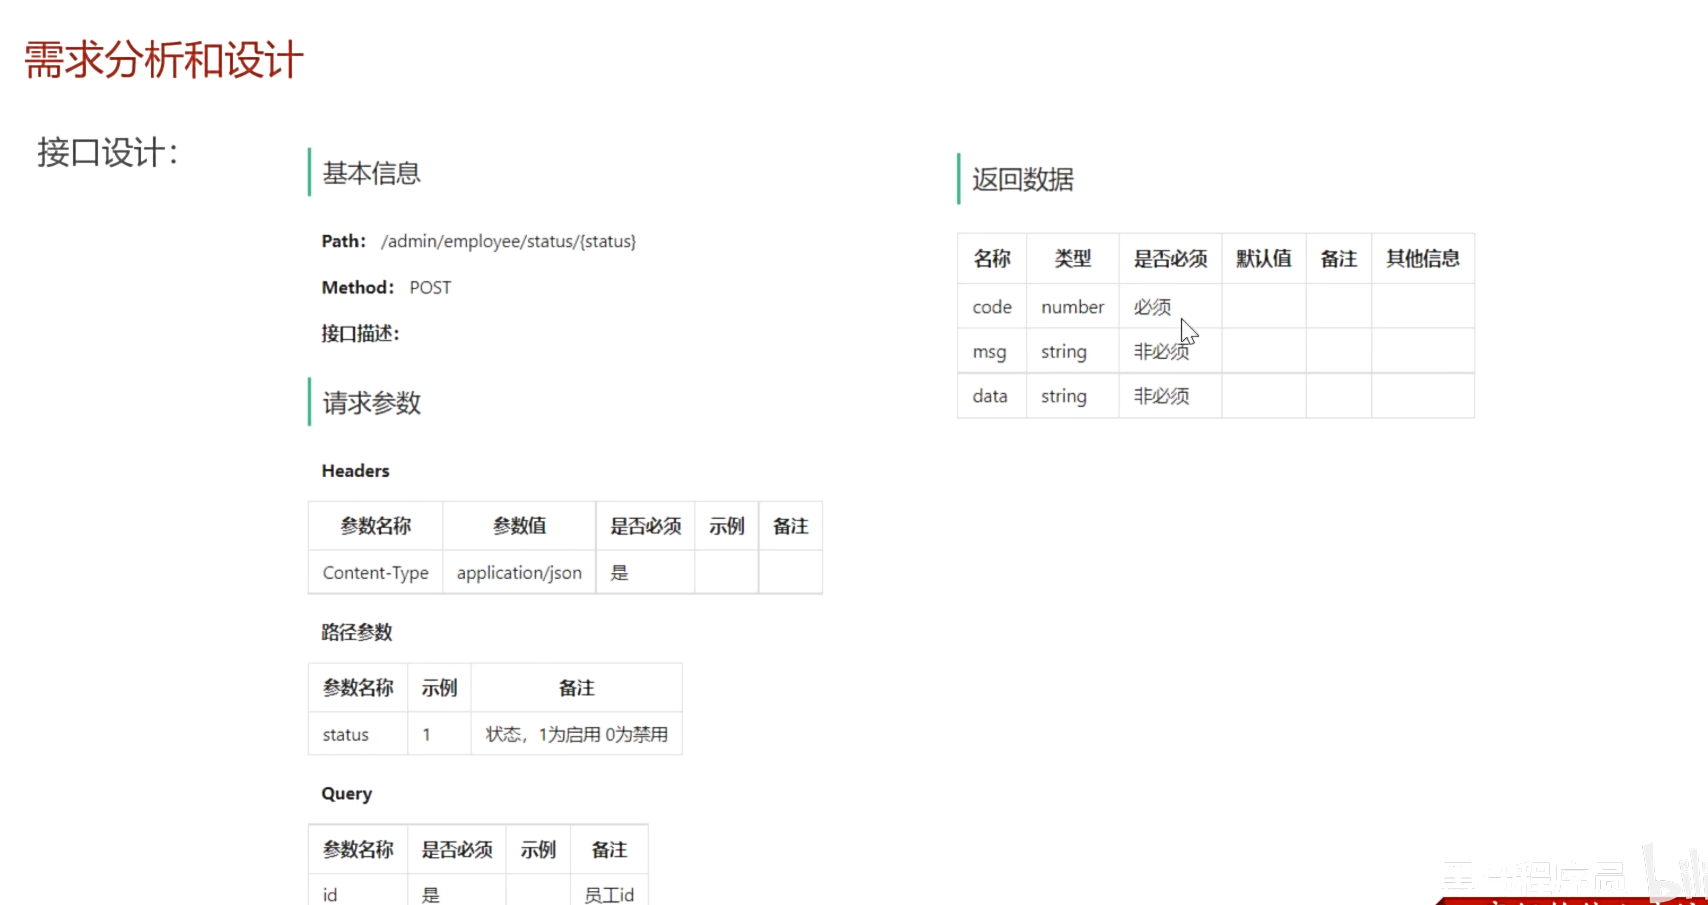 需求分析和设计
接口设计：
基本信息
Path： /admin/employee/status/{status}
Method： POST
接口描述：
请求参数
Headers
参数名称 参数值 是否必须 示例 备注
Content-Type application/json 是
路径参数
参数名称 示例 备注
status 1 状态，1为启用 0为禁用
Query
参数名称 是否必须 示例 备注
id 是 员工id
返回数据
名称 类型 是否必须 默认值 备注 其他信息
code number 必须
msg string 非必须
data string 非必须
程序员
bili